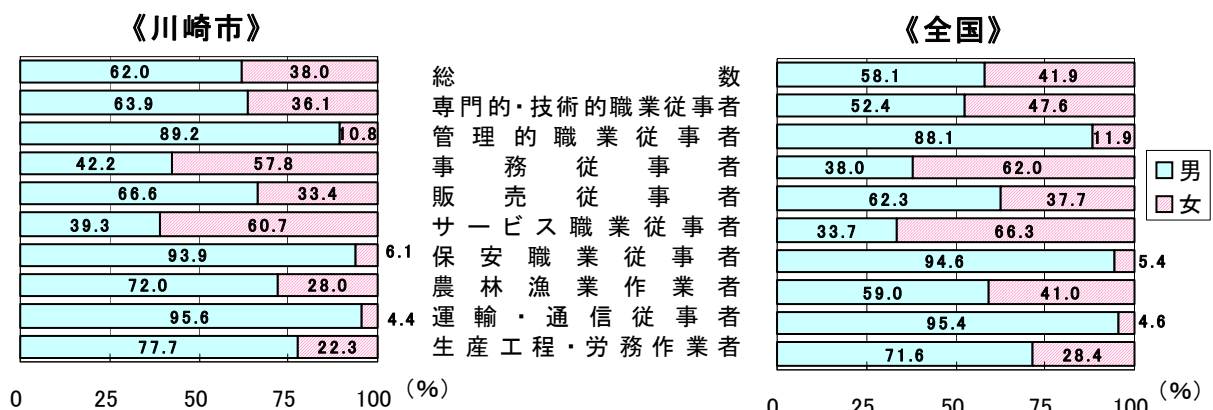 《川崎市》
62.0 38.0
63.9 36.1
89.2 10.8
42.2 57.8
66.6 33.4
39.3 60.7
93.9 6.1
72.0 28.0
95.6 4.4
77.7 22.3
0 25 50 75 100 (%)
総数
専門的・技術的職業従事者
管理的職業従事者
事務従事者
販売従事者
サービス職業従事者
保安職業従事者
農林漁業作業者
運輸・通信従事者
生産工程・労務作業者
《全国》
58.1 41.9
52.4 47.6
88.1 11.9
38.0 62.0
62.3 37.7
33.7 66.3
94.6 5.4
59.0 41.0
95.4 4.6
71.6 28.4
0 25 50 75 100 (%)
男
女